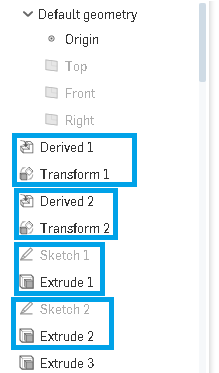 Default geometry
Origin
Top
Front
Right
Derived 1
Transform 1
Derived 2
Transform 2
Sketch 1
Extrude 1
Sketch 2
Extrude 2
Extrude 3